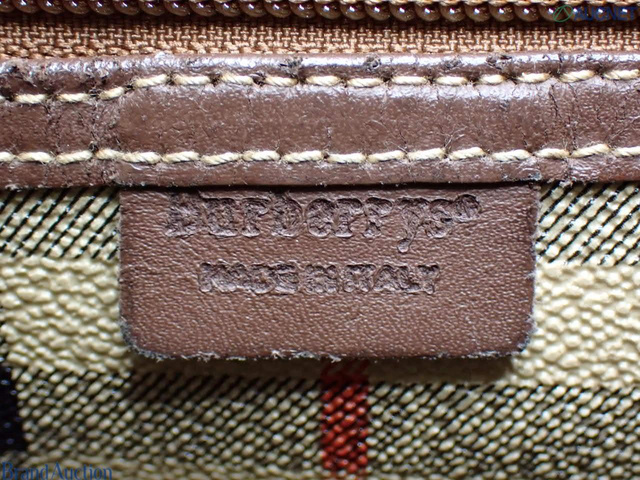 Burberrys®
MADE IN ITALY
Brand Auction